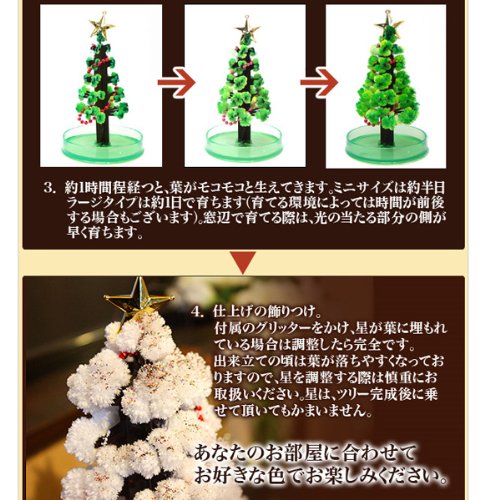 3. 約1時間程経つと、葉がモコモコと生えてきます。ミニサイズは約半日
ラージタイプは約1日で育ちます(育てる環境によっては時間が前後
する場合もございます)。窓辺で育てる際は、光の当たる部分の側が
早く育ちます。
4. 仕上げの飾りつけ。
付属のグリッターをかけ、星が葉に埋もれ
ている場合は調整したら完全です。
出来立ての頃は葉が落ちやすくなってお
りますので、星を調整する際は慎重にお
取扱いください。星は、ツリー完成後に乗
せて頂いてもかまいません。
あなたのお部屋に合わせて
お好きな色でお楽しみください。